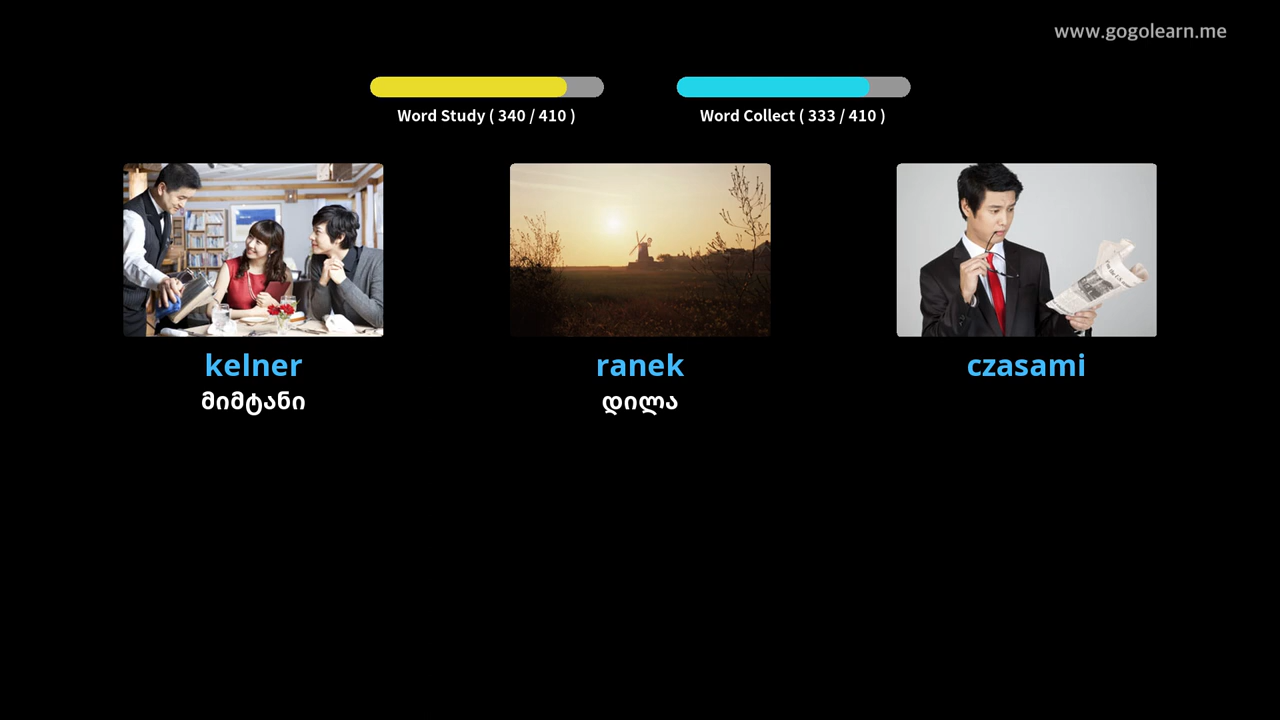 www.gogolearn.me
Word Study ( 340 / 410 )
Word Collect ( 333 / 410 )
kelner
ranek
czasami
მიმტანი
დილა